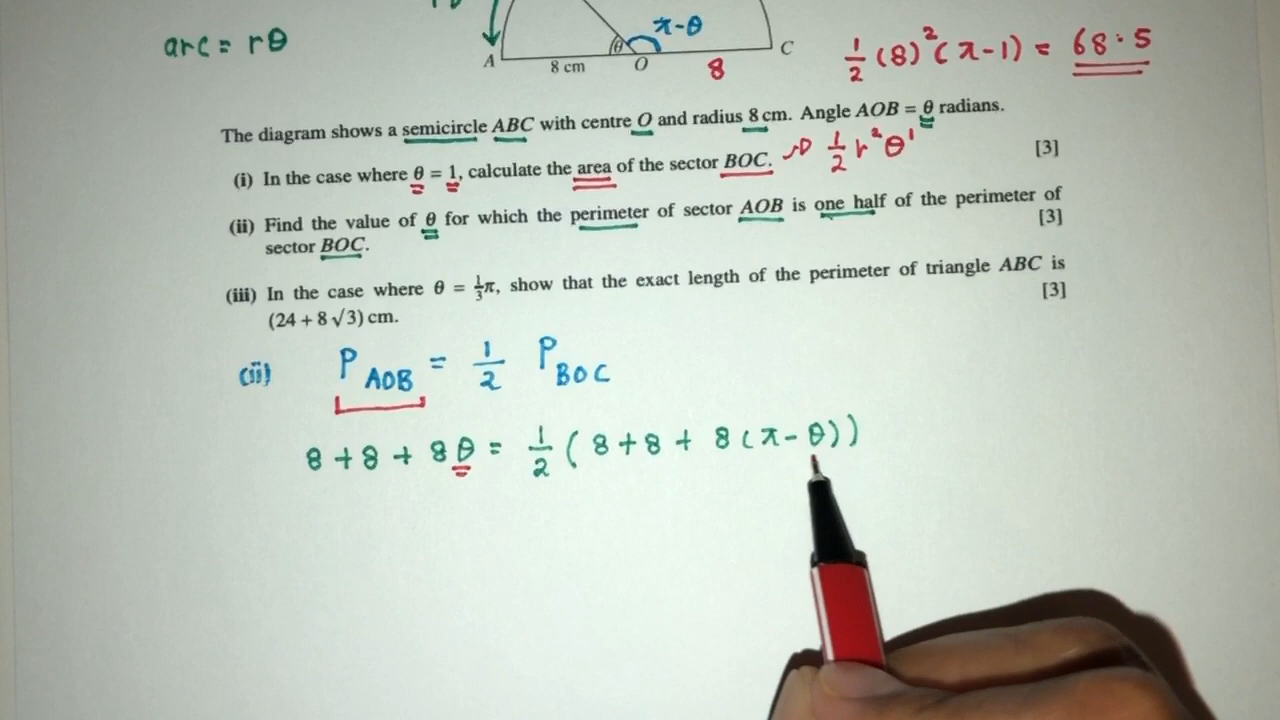 arc = rθ
π-θ
θ
A
8 cm
O
8
C
1/2 (8)² (π-1) = 68.5
The diagram shows a semicircle ABC with centre O and radius 8 cm. Angle AOB = θ radians.
(i) In the case where θ = 1, calculate the area of the sector BOC. → 1/2 r²θ' [3]
(ii) Find the value of θ for which the perimeter of sector AOB is one half of the perimeter of
sector BOC. [3]
(iii) In the case where θ = 1/3π, show that the exact length of the perimeter of triangle ABC is
(24 + 8√3) cm. [3]
(ii) P AOB = 1/2 P BOC
8 + 8 + 8θ = 1/2 ( 8 + 8 + 8 (π - θ))